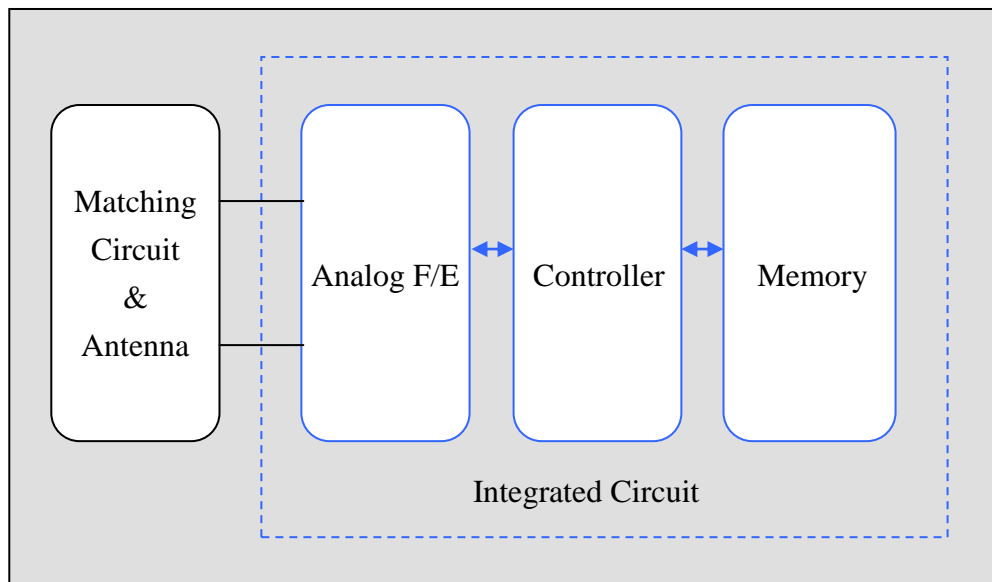 Matching
Circuit
&
Antenna
Analog F/E
Controller
Memory
Integrated Circuit